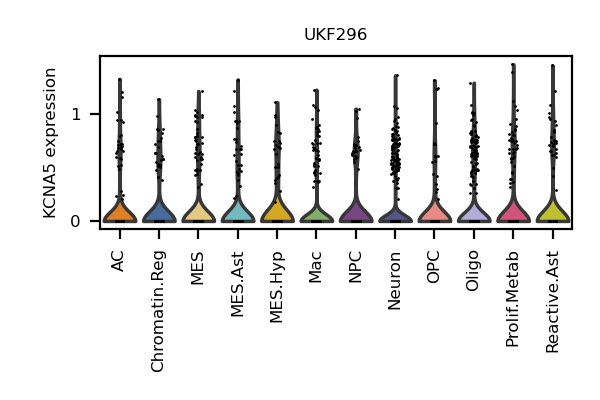 UKF296
KCNA5 expression
1
0
AC
Chromatin.Reg
MES
MES.Ast
MES.Hyp
Mac
NPC
Neuron
OPC
Oligo
Prolif.Metab
Reactive.Ast